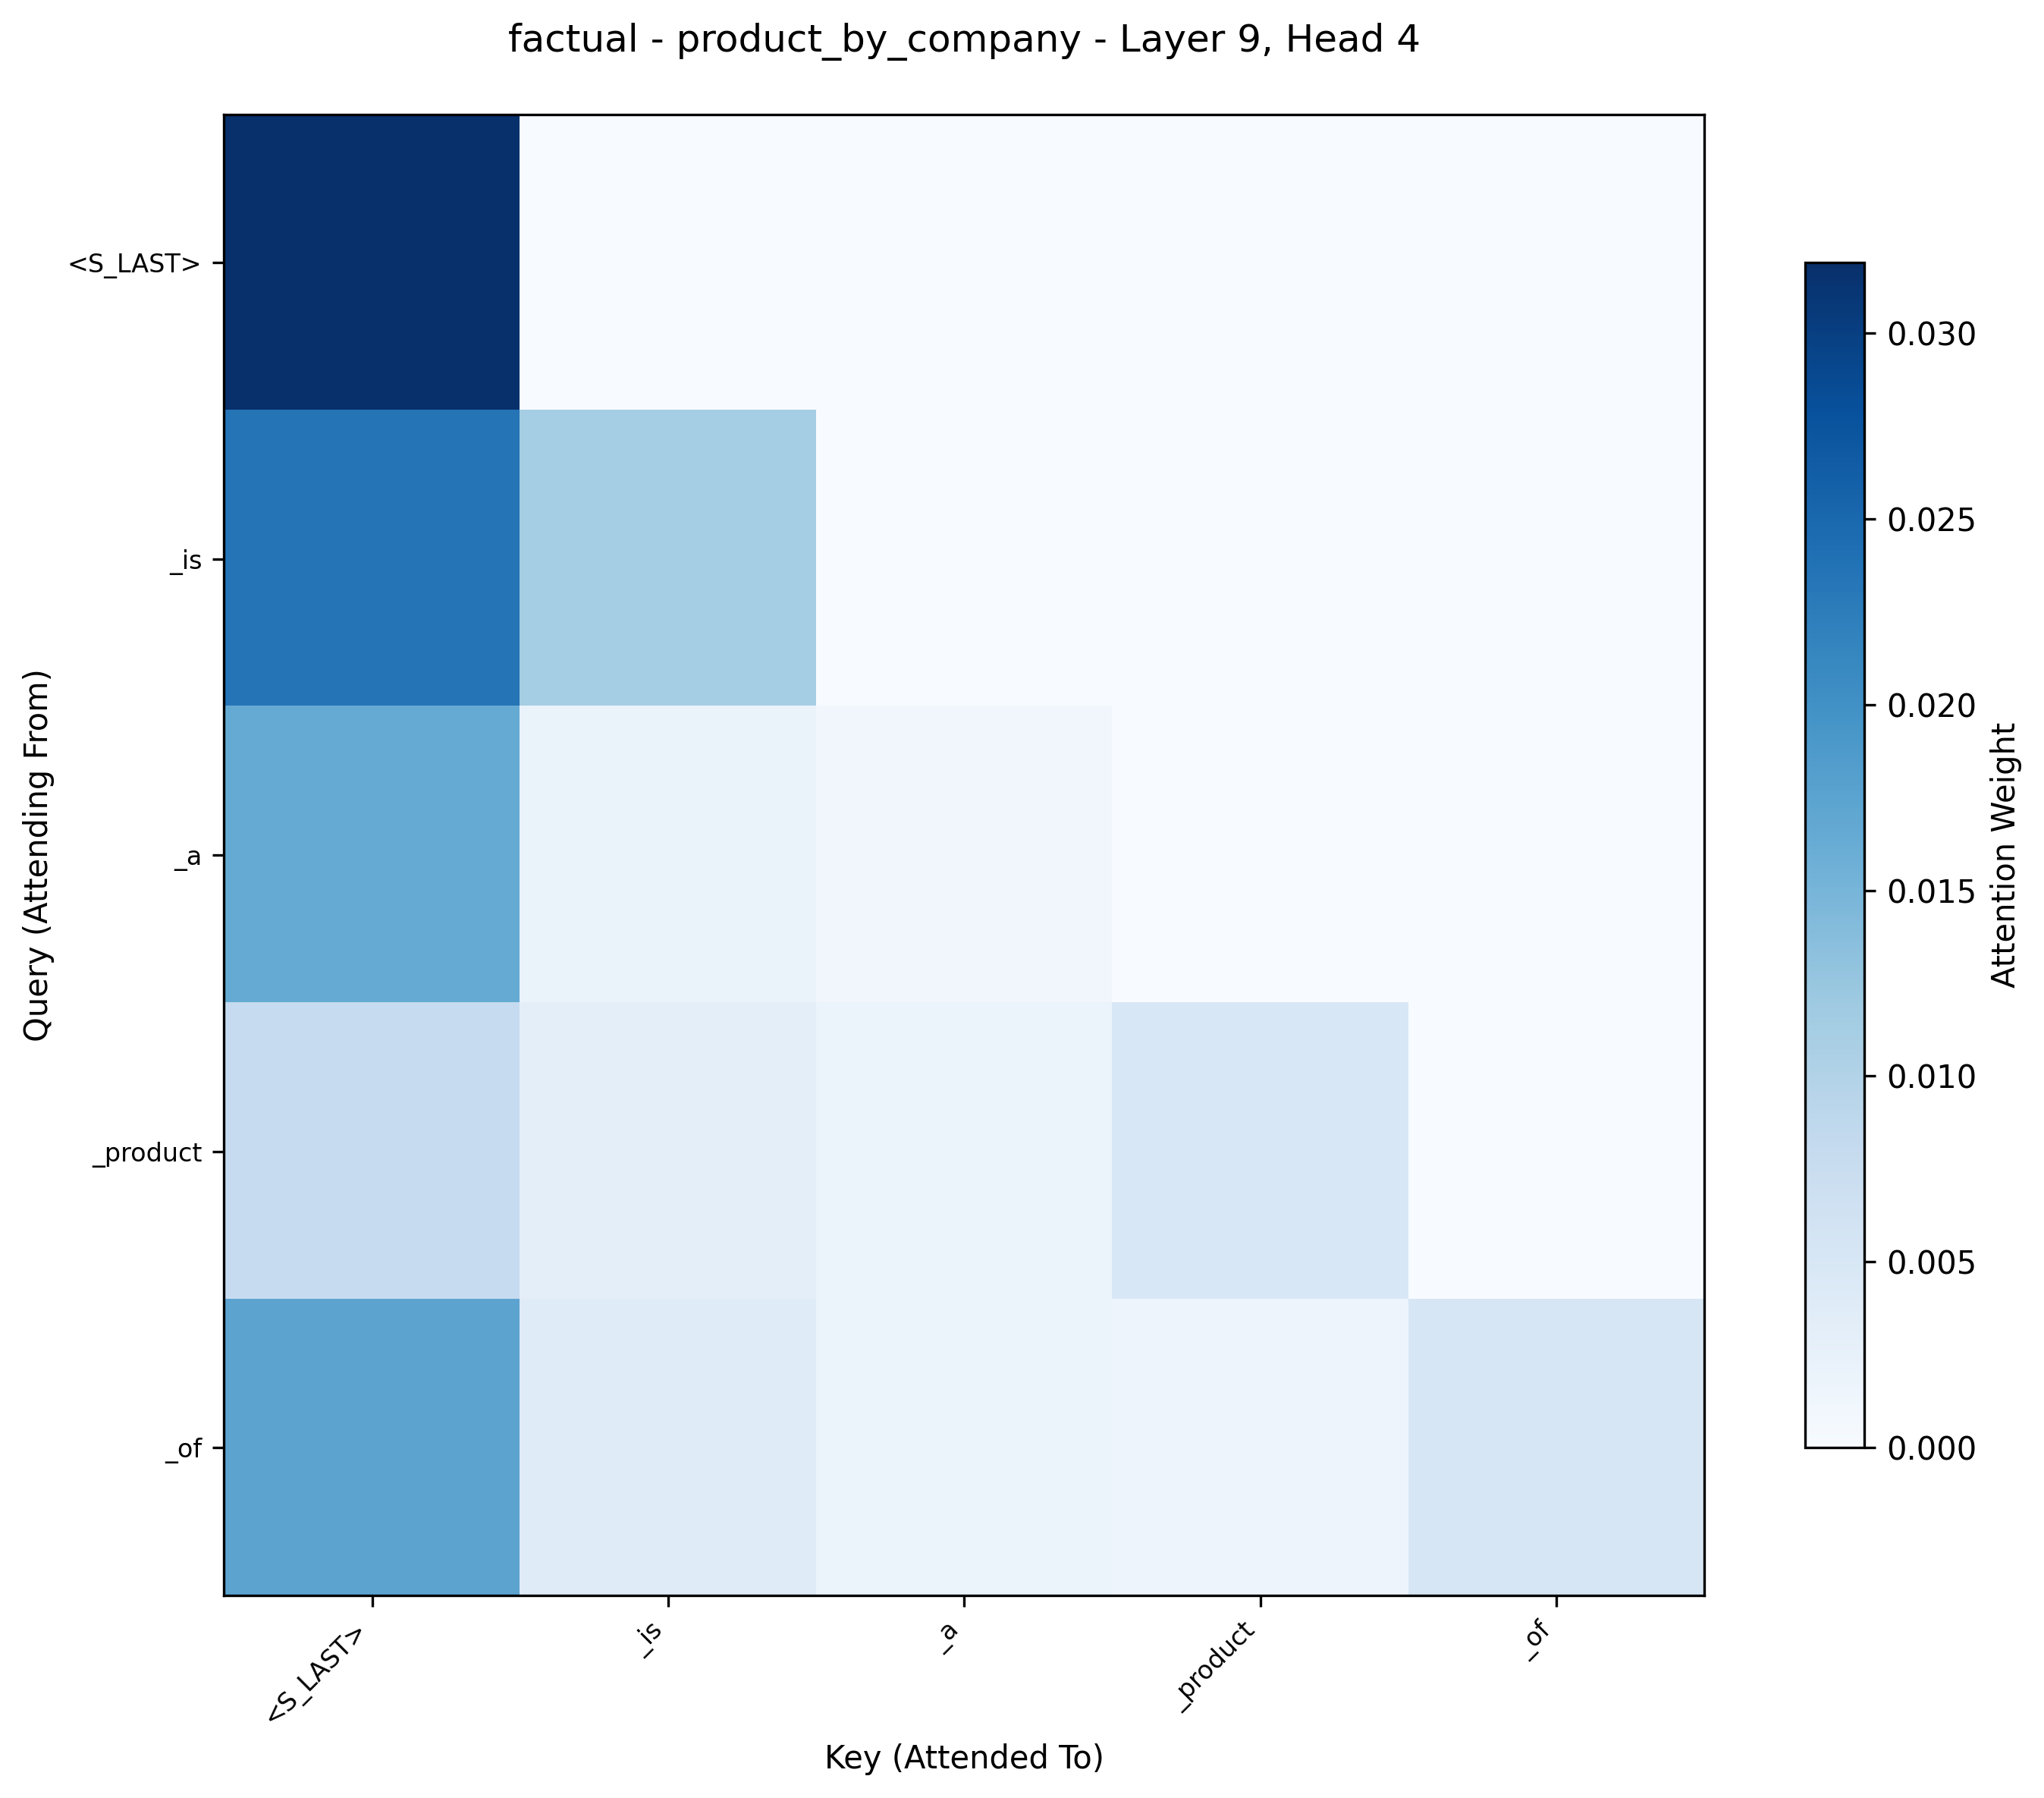 factual - product_by_company - Layer 9, Head 4
Query (Attending From)
<S_LAST>
_is
_a
_product
_of
<S_LAST>
_is
_a
_product
_of
Key (Attended To)
0.030
0.025
0.020
0.015
0.010
0.005
0.000
Attention Weight